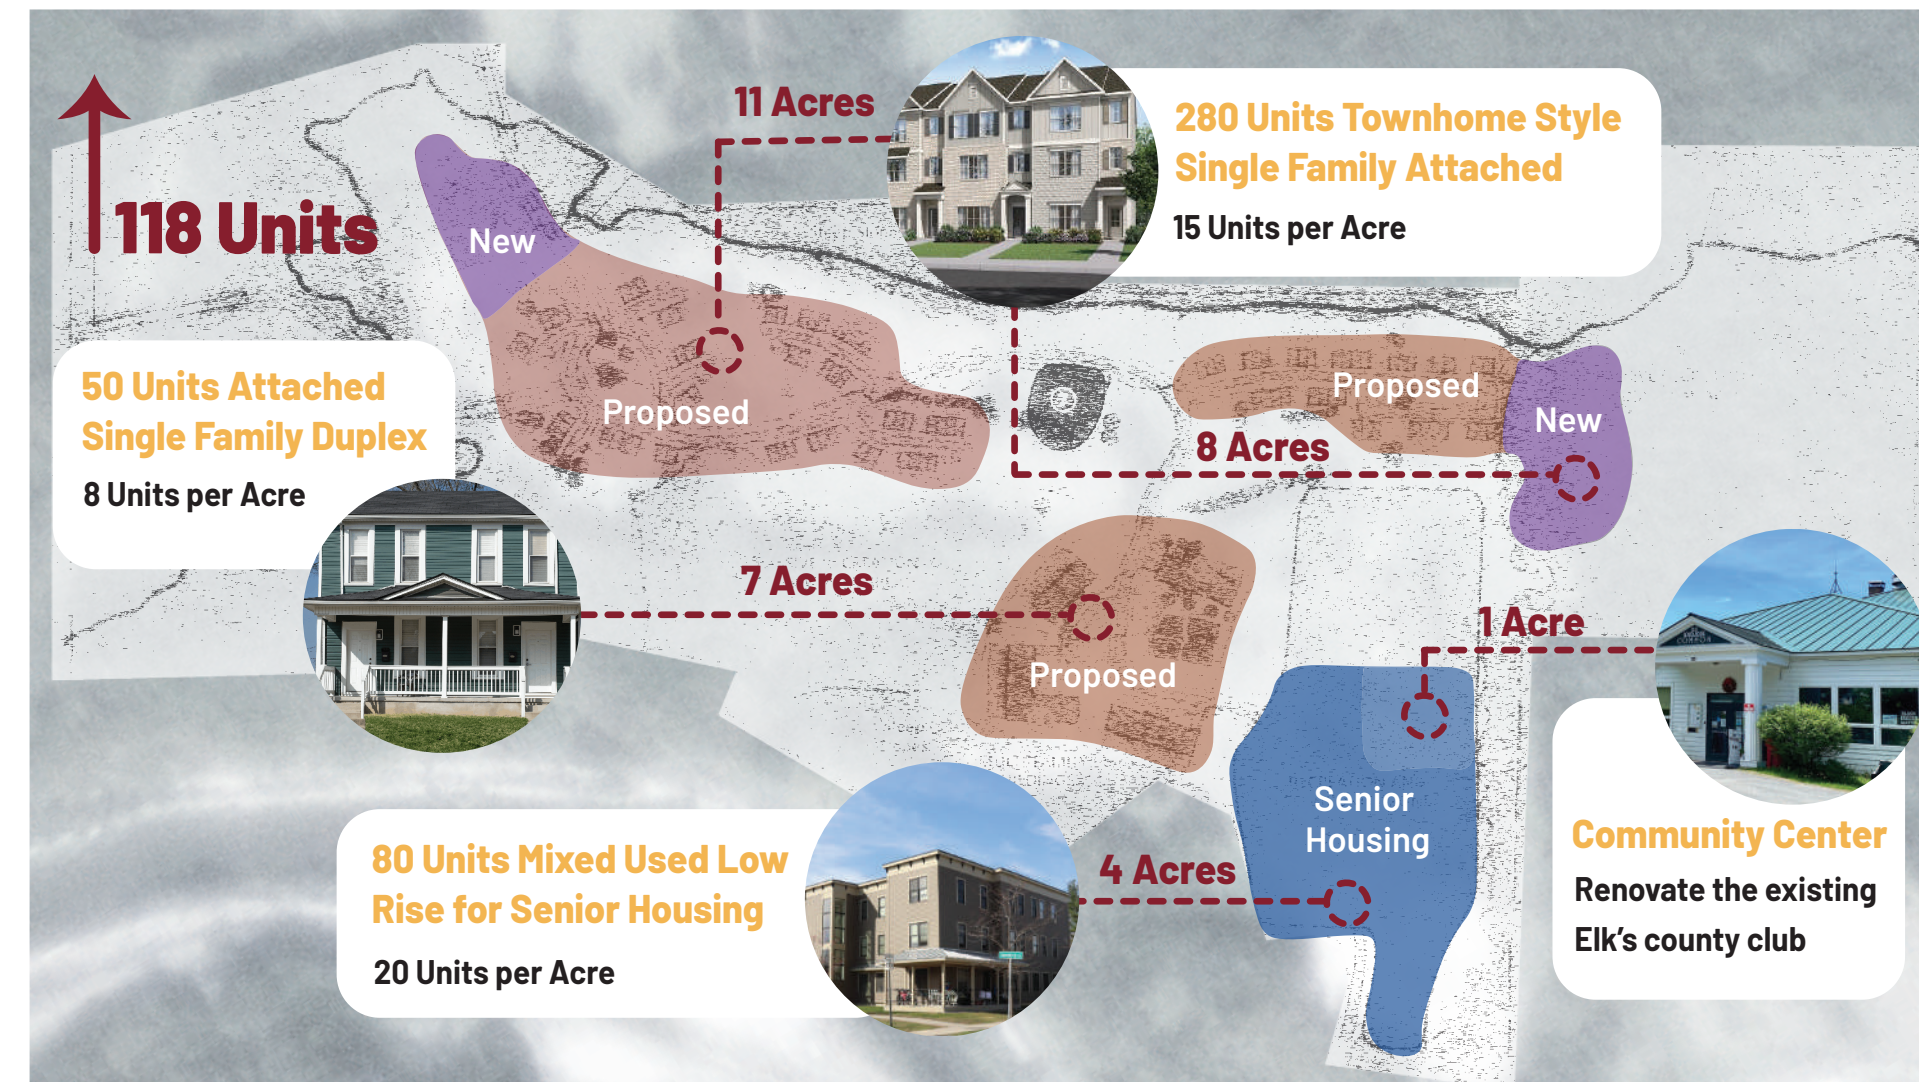 118 Units
11 Acres
280 Units Townhome Style
Single Family Attached
15 Units per Acre
New
Proposed
50 Units Attached
Single Family Duplex
8 Units per Acre
Proposed
New
8 Acres
7 Acres
Proposed
1 Acre
Senior
Housing
4 Acres
80 Units Mixed Used Low
Rise for Senior Housing
20 Units per Acre
Community Center
Renovate the existing
Elk’s county club